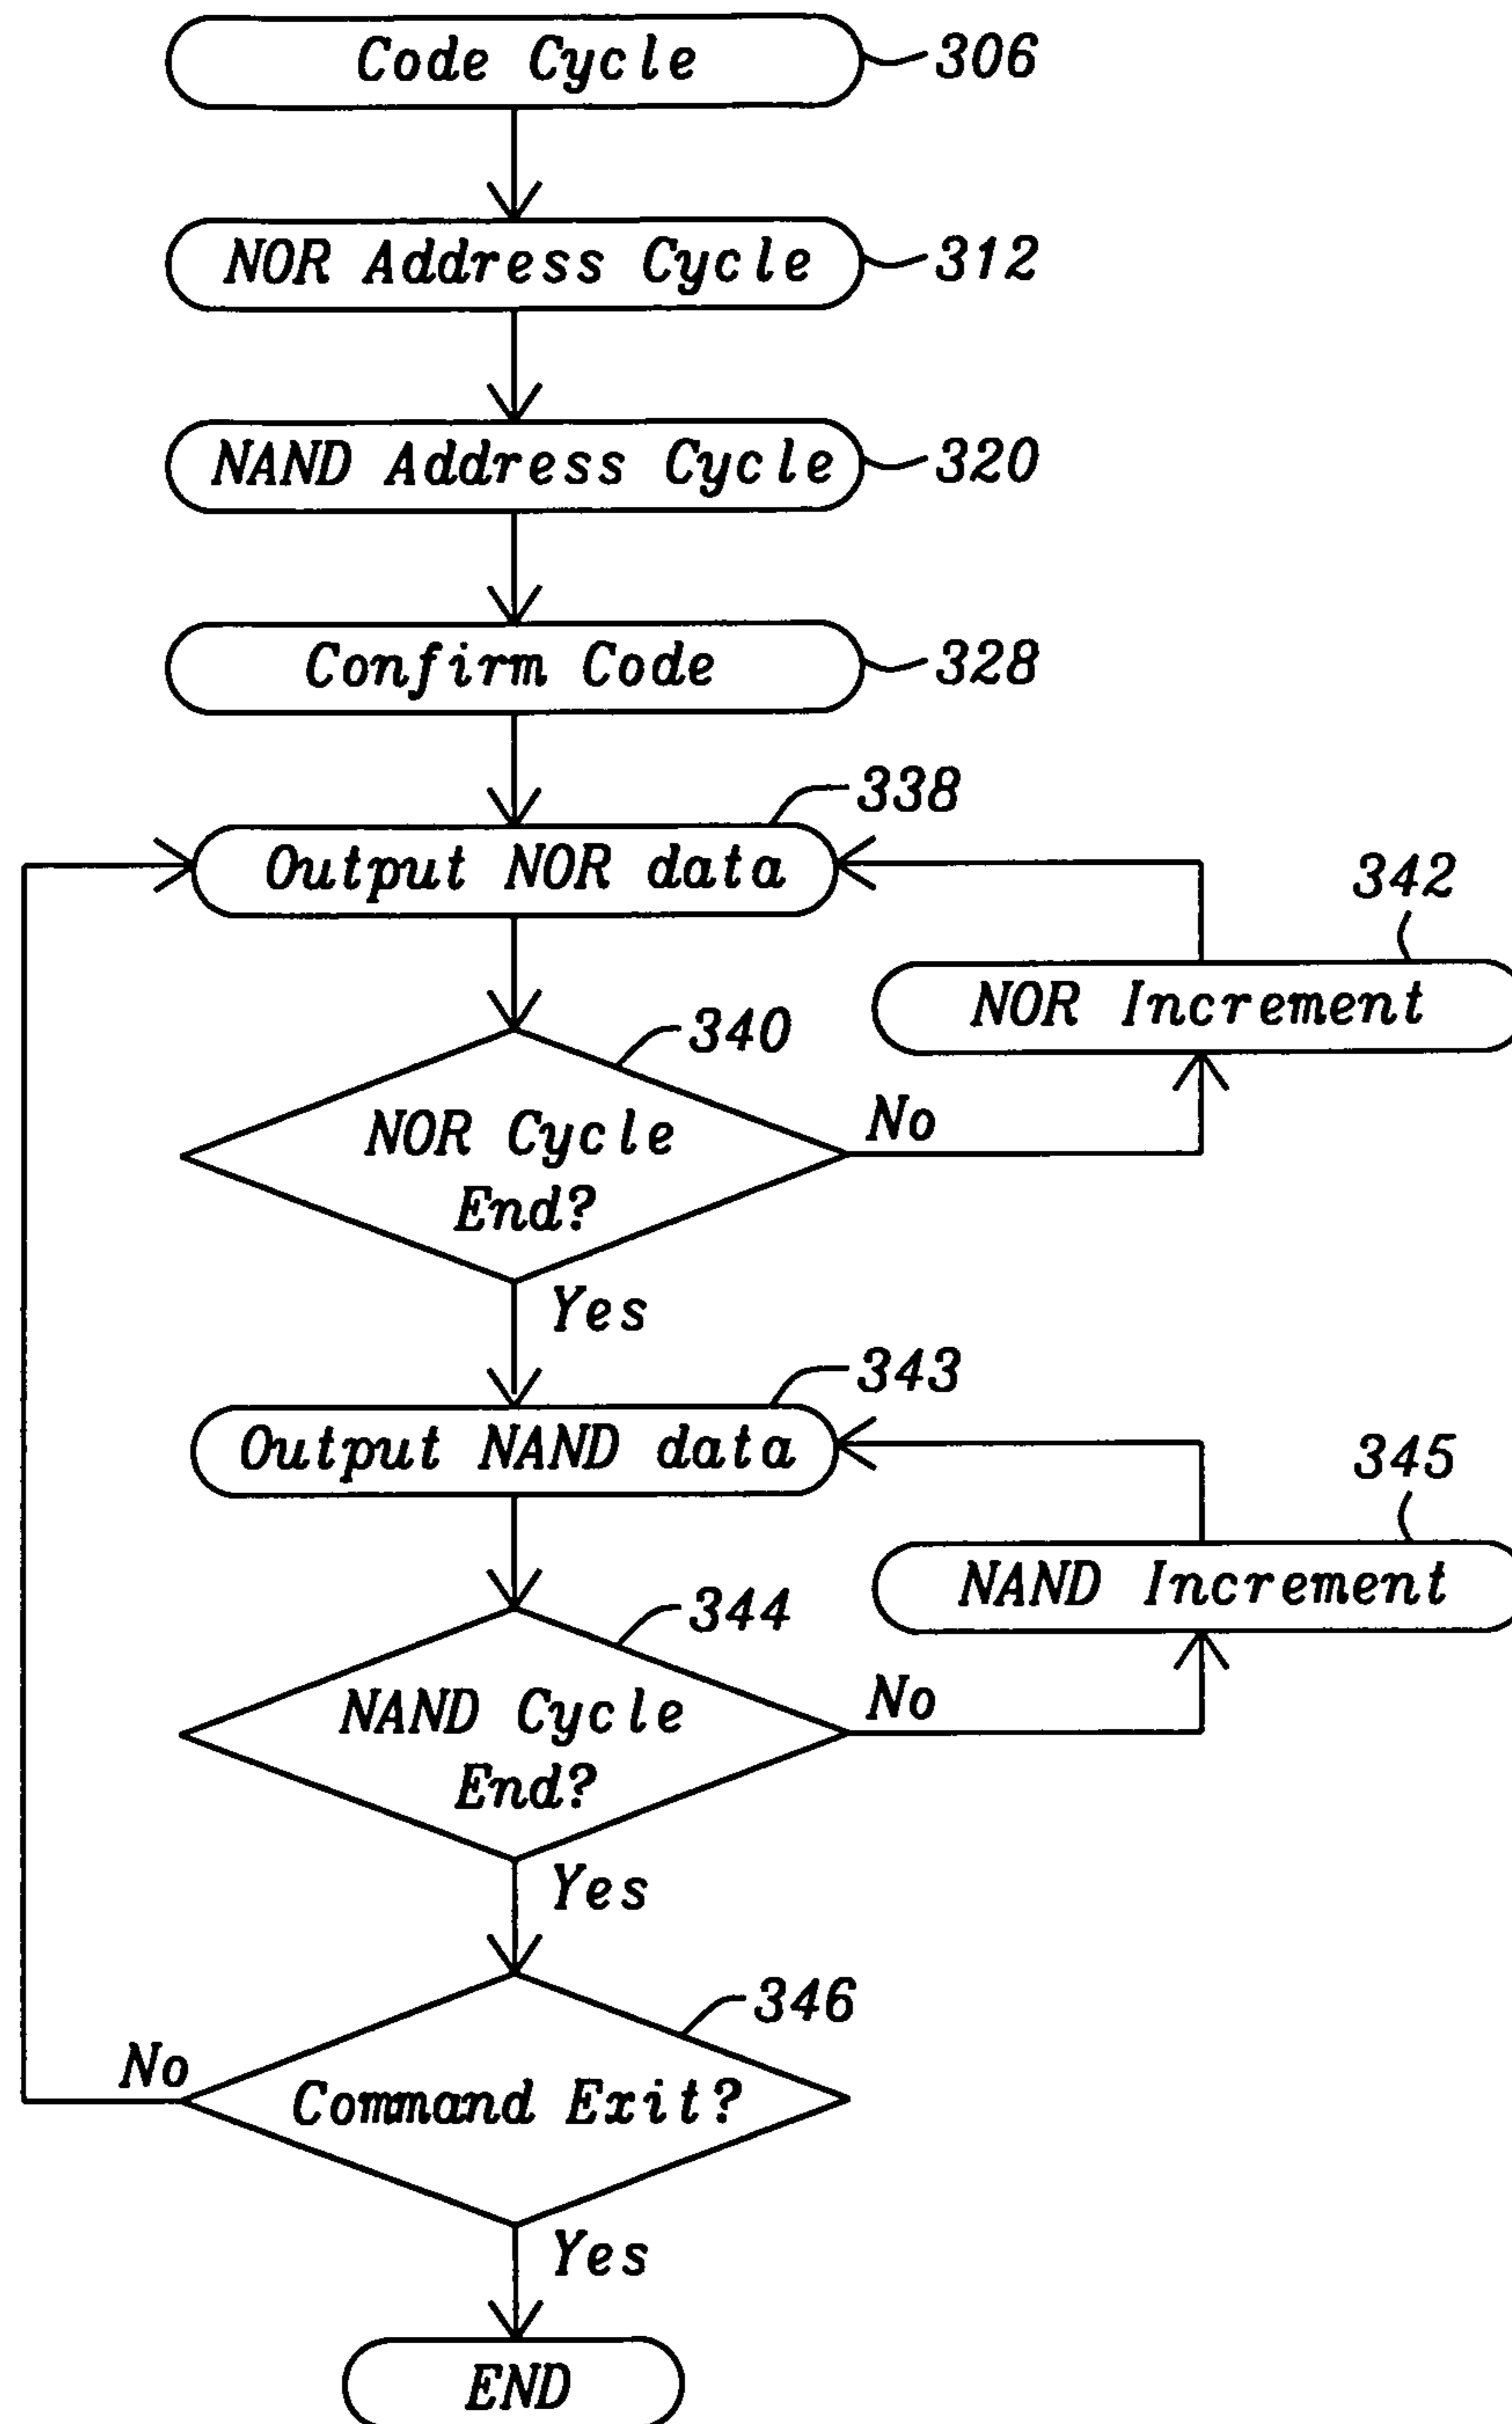 Code Cycle
306
NOR Address Cycle
312
NAND Address Cycle
320
Confirm Code
328
338
Output NOR data
342
NOR Increment
340
NOR Cycle
End?
No
Yes
343
Output NAND data
345
NAND Increment
344
NAND Cycle
End?
No
Yes
346
Command Exit?
No
Yes
END